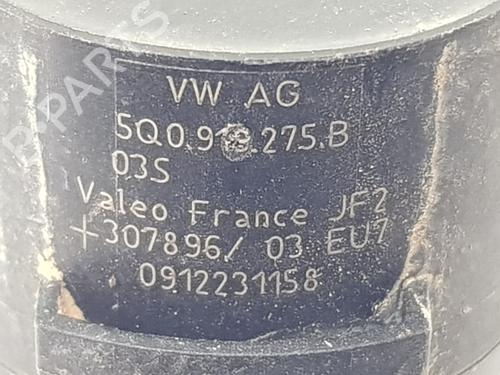 VW AG
5Q0.919.275.B
03S
Valeo France JF2
+307896/ 03 EU7
0912231158